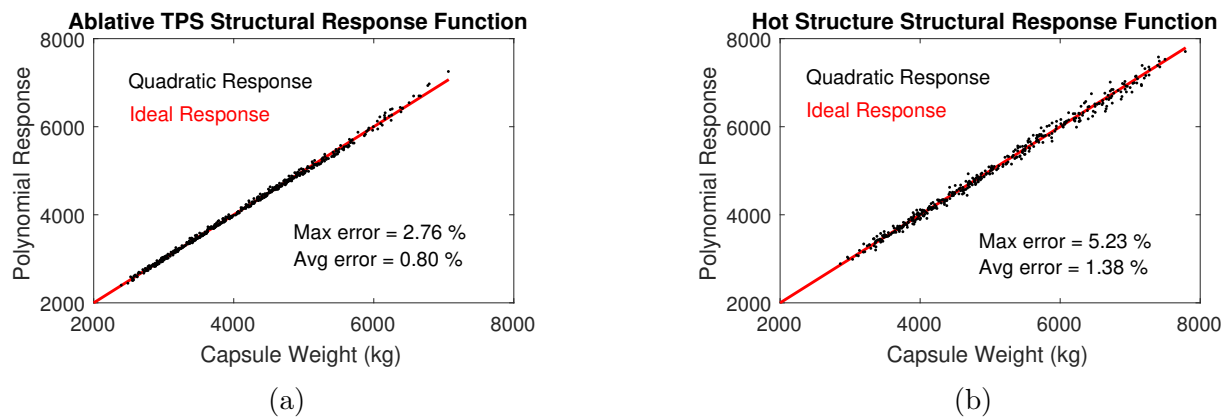 Ablative TPS Structural Response Function
8000
6000
4000
2000
Polynomial Response
Quadratic Response
Ideal Response
Max error = 2.76 %
Avg error = 0.80 %
2000 4000 6000 8000
Capsule Weight (kg)
(a)
Hot Structure Structural Response Function
8000
6000
4000
2000
Polynomial Response
Quadratic Response
Ideal Response
Max error = 5.23 %
Avg error = 1.38 %
2000 4000 6000 8000
Capsule Weight (kg)
(b)